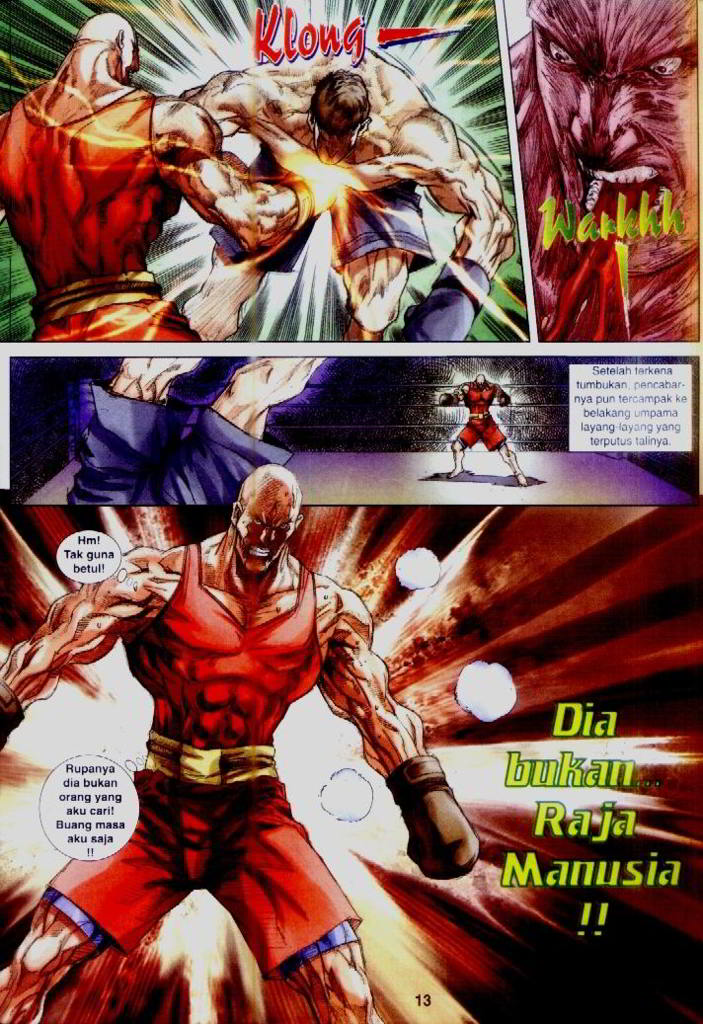 Klong
Warkhh
!
Setelah terkena
tumbukan, pencabar-
nya pun tercampak ke
belakang umpama
layang-layang yang
terputus talinya.
Hm!
Tak guna
betul!
Rupanya
dia bukan
orang yang
aku cari!
Buang masa
aku saja
!!
Dia
bukan...
Raja
Manusia
!!
13